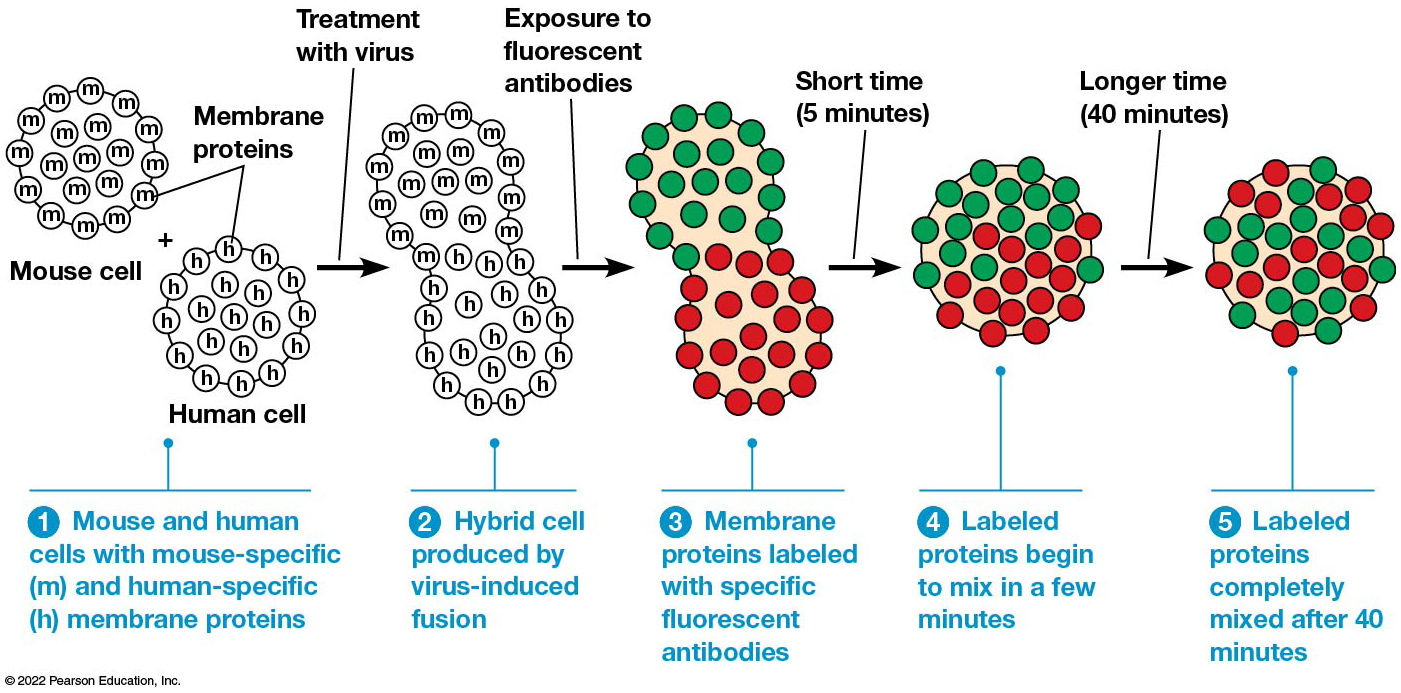 Treatment
with virus
Exposure to
fluorescent
antibodies
Short time
(5 minutes)
Longer time
(40 minutes)
Membrane
proteins
m m m m m m m m m m m m m m m m m m m m m
+
Mouse cell
h h h h h h h h h h h h h h h h h h h h
Human cell
m m m m m m m m m m m m m m m m m m m m
h h h h h h h h h h h h h h h h h h h h h
1 Mouse and human
cells with mouse-specific
(m) and human-specific
(h) membrane proteins
2 Hybrid cell
produced by
virus-induced
fusion
3 Membrane
proteins labeled
with specific
fluorescent
antibodies
4 Labeled
proteins begin
to mix in a few
minutes
5 Labeled
proteins
completely
mixed after 40
minutes
© 2022 Pearson Education, Inc.